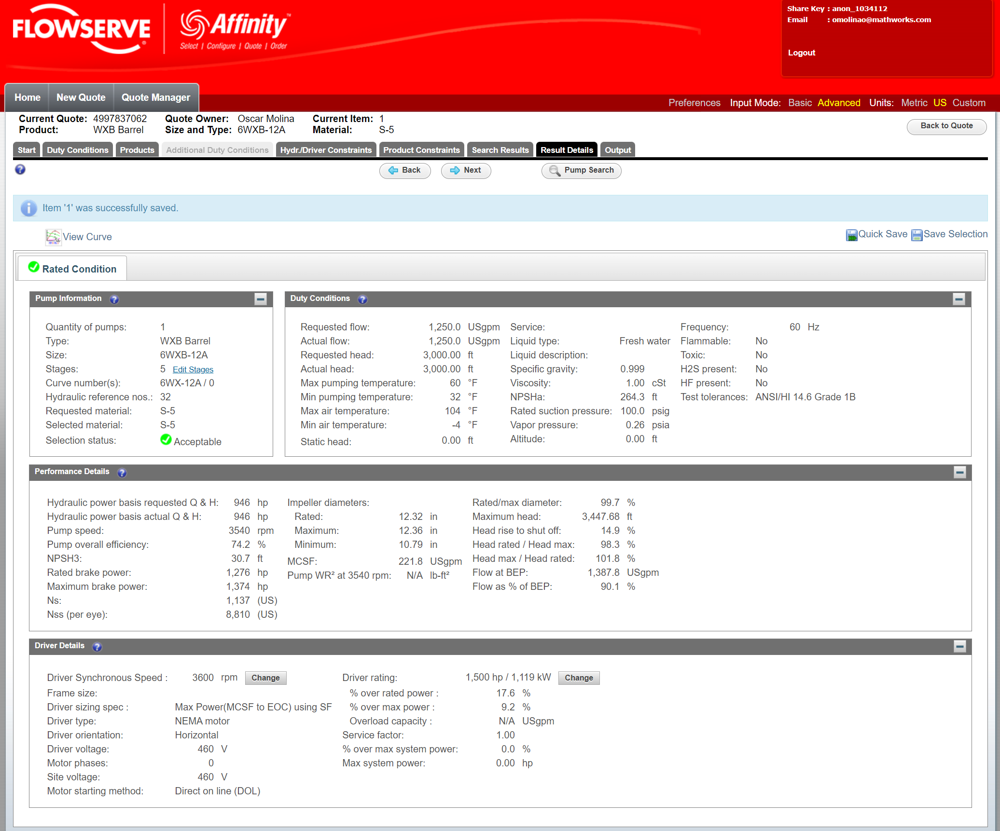 FLOWSERVE
Affinity™
Select | Configure | Quote | Order
Share Key : anon_1034112
Email : omolinao@mathworks.com
Logout
Home New Quote Quote Manager
Preferences Input Mode: Basic Advanced Units: Metric US Custom
Current Quote: 4997837062 Quote Owner: Oscar Molina Current Item: 1
Product: WXB Barrel Size and Type: 6WXB-12A Material: S-5
Back to Quote
Start Duty Conditions Products Additional Duty Conditions Hydr./Driver Constraints Product Constraints Search Results Result Details Output
Back Next Pump Search
Item '1' was successfully saved.
View Curve
Quick Save Save Selection
Rated Condition
Pump Information
Quantity of pumps: 1
Type: WXB Barrel
Size: 6WXB-12A
Stages: 5 Edit Stages
Curve number(s): 6WX-12A / 0
Hydraulic reference nos.: 32
Requested material: S-5
Selected material: S-5
Selection status: Acceptable
Duty Conditions
Requested flow: 1,250.0 USgpm
Actual flow: 1,250.0 USgpm
Requested head: 3,000.00 ft
Actual head: 3,000.00 ft
Max pumping temperature: 60 °F
Min pumping temperature: 32 °F
Max air temperature: 104 °F
Min air temperature: -4 °F
Static head: 0.00 ft
Service:
Liquid type: Fresh water
Liquid description:
Specific gravity: 0.999
Viscosity: 1.00 cSt
NPSHa: 264.3 ft
Rated suction pressure: 100.0 psig
Vapor pressure: 0.26 psia
Altitude: 0.00 ft
Frequency: 60 Hz
Flammable: No
Toxic: No
H2S present: No
HF present: No
Test tolerances: ANSI/HI 14.6 Grade 1B
Performance Details
Hydraulic power basis requested Q & H: 946 hp
Hydraulic power basis actual Q & H: 946 hp
Pump speed: 3540 rpm
Pump overall efficiency: 74.2 %
NPSH3: 30.7 ft
Rated brake power: 1,276 hp
Maximum brake power: 1,374 hp
Ns: 1,137 (US)
Nss (per eye): 8,810 (US)
Impeller diameters:
Rated: 12.32 in
Maximum: 12.36 in
Minimum: 10.79 in
MCSF: 221.8 USgpm
Pump WR² at 3540 rpm: N/A lb-ft²
Rated/max diameter: 99.7 %
Maximum head: 3,447.68 ft
Head rise to shut off: 14.9 %
Head rated / Head max: 98.3 %
Head max / Head rated: 101.8 %
Flow at BEP: 1,387.8 USgpm
Flow as % of BEP: 90.1 %
Driver Details
Driver Synchronous Speed : 3600 rpm Change
Frame size:
Driver sizing spec : Max Power(MCSF to EOC) using SF
Driver type: NEMA motor
Driver orientation: Horizontal
Driver voltage: 460 V
Motor phases: 0
Site voltage: 460 V
Motor starting method: Direct on line (DOL)
Driver rating: 1,500 hp / 1,119 kW Change
% over rated power : 17.6 %
% over max power : 9.2 %
Overload capacity : N/A USgpm
Service factor: 1.00
% over max system power: 0.0 %
Max system power: 0.00 hp